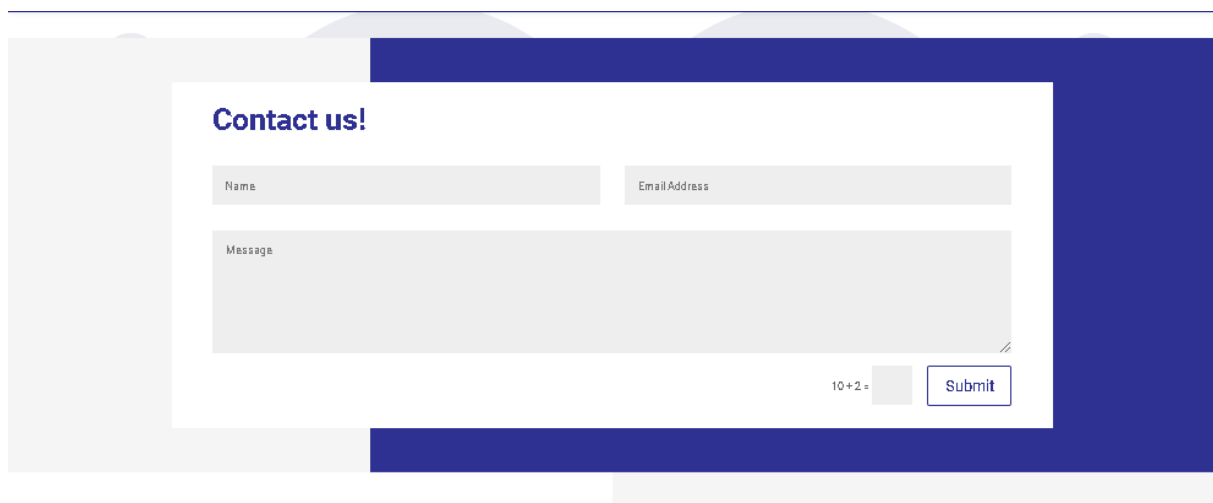 Contact us!
Name
Email Address
Message
10 + 2 =
Submit